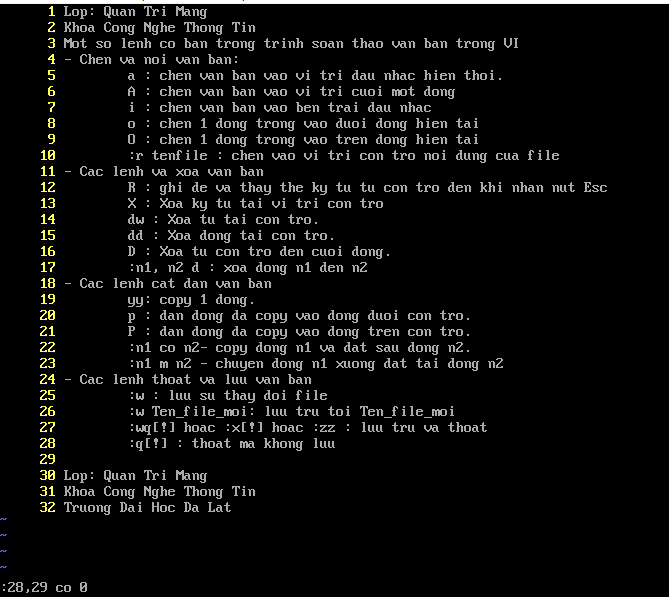 1 Lop: Quan Tri Mang
2 Khoa Cong Nghe Thong Tin
3 Mot so lenh co ban trong trinh soan thao van ban trong VI
4 - Chen va noi van ban:
5 a : chen van ban vao vi tri dau nhac hien thoi.
6 A : chen van ban vao vi tri cuoi mot dong
7 i : chen van ban vao ben trai dau nhac
8 o : chen 1 dong trong vao duoi dong hien tai
9 O : chen 1 dong trong vao tren dong hien tai
10 :r tenfile : chen vao vi tri con tro noi dung cua file
11 - Cac lenh va xoa van ban
12 R : ghi de va thay the ky tu tu con tro den khi nhan nut Esc
13 X : Xoa ky tu tai vi tri con tro
14 dw : Xoa tu tai con tro.
15 dd : Xoa dong tai con tro.
16 D : Xoa tu con tro den cuoi dong.
17 :n1, n2 d : xoa dong n1 den n2
18 - Cac lenh cat dan van ban
19 yy: copy 1 dong.
20 p : dan dong da copy vao dong duoi con tro.
21 P : dan dong da copy vao dong tren con tro.
22 :n1 co n2- copy dong n1 va dat sau dong n2.
23 :n1 m n2 - chuyen dong n1 xuong dat tai dong n2
24 - Cac lenh thoat va luu van ban
25 :w : luu su thay doi file
26 :w Ten_file_moi: luu tru toi Ten_file_moi
27 :wq[!] hoac :x[!] hoac :zz : luu tru va thoat
28 :q[!] : thoat ma khong luu
29
30 Lop: Quan Tri Mang
31 Khoa Cong Nghe Thong Tin
32 Truong Dai Hoc Da Lat
~
~
~
~
:28,29 co 0